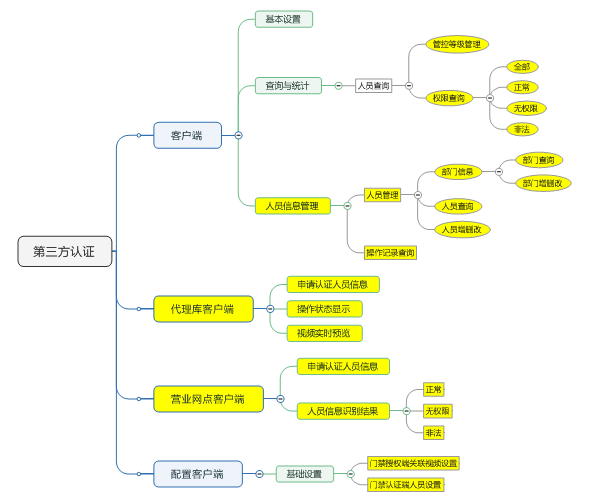 基本设置
查询与统计
人员查询
管控等级管理
权限查询
全部
正常
无权限
非法
客户端
人员信息管理
人员管理
部门信息
部门查询
部门增删改
人员查询
人员增删改
操作记录查询
第三方认证
代理库客户端
申请认证人员信息
操作状态显示
视频实时预览
营业网点客户端
申请认证人员信息
人员信息识别结果
正常
无权限
非法
配置客户端
基础设置
门禁授权端关联视频设置
门禁认证端人员设置